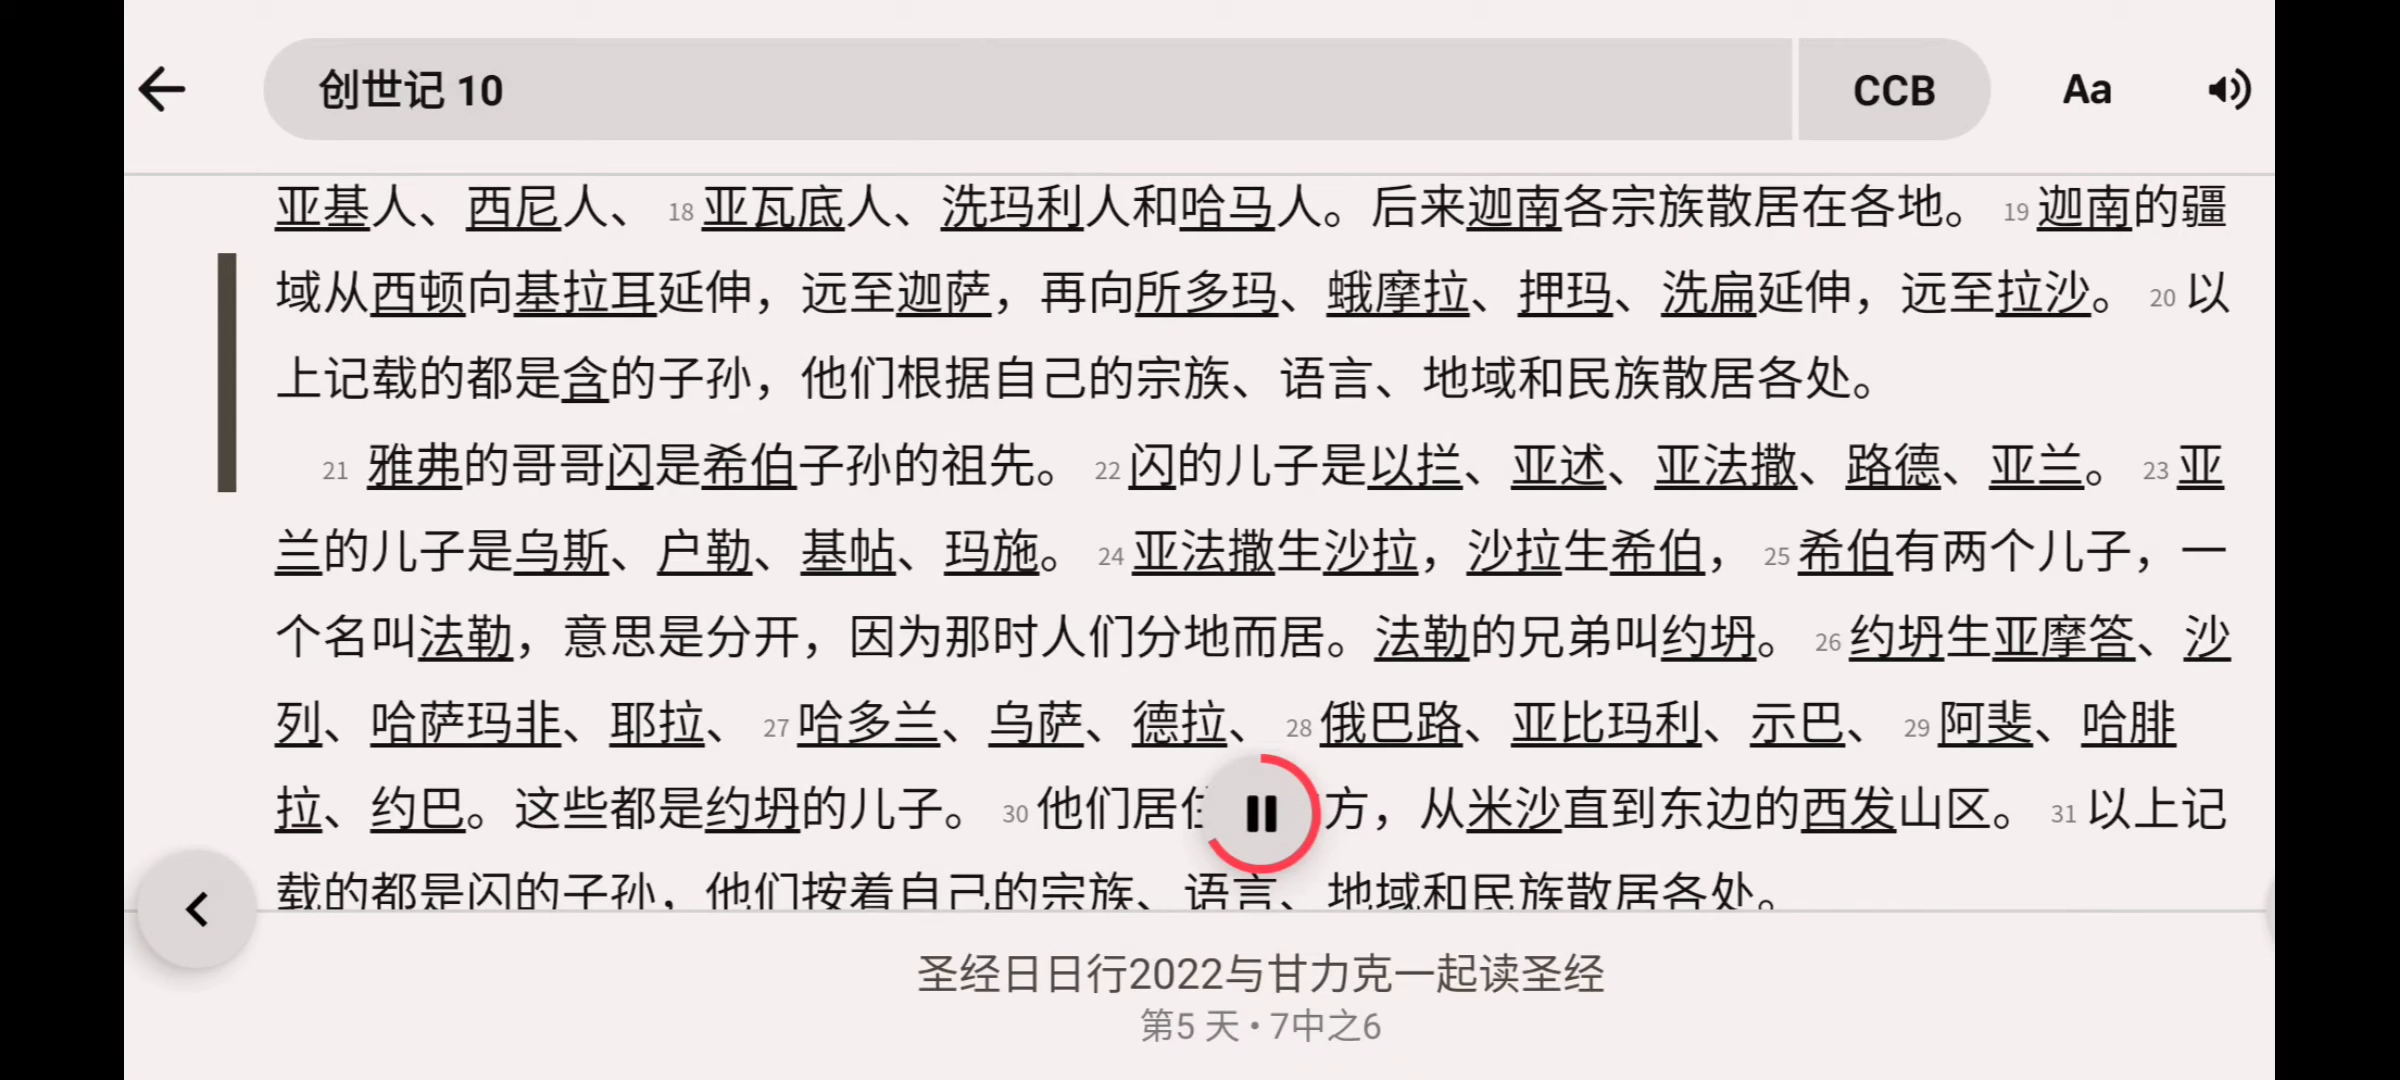 创世记 10
CCB
Aa
亚基人、西尼人、 18 亚瓦底人、洗玛利人和哈马人。后来迦南各宗族散居在各地。 19 迦南的疆
域从西顿向基拉耳延伸，远至迦萨，再向所多玛、蛾摩拉、押玛、洗扁延伸，远至拉沙。 20 以
上记载的都是含的子孙，他们根据自己的宗族、语言、地域和民族散居各处。
21 雅弗的哥哥闪是希伯子孙的祖先。 22 闪的儿子是以拦、亚述、亚法撒、路德、亚兰。 23 亚
兰的儿子是乌斯、户勒、基帖、玛施。 24 亚法撒生沙拉，沙拉生希伯， 25 希伯有两个儿子，一
个名叫法勒，意思是分开，因为那时人们分地而居。法勒的兄弟叫约坍。 26 约坍生亚摩答、沙
列、哈萨玛非、耶拉、 27 哈多兰、乌萨、德拉、 28 俄巴路、亚比玛利、示巴、 29 阿斐、哈腓
拉、约巴。这些都是约坍的儿子。 30 他们居 方，从米沙直到东边的西发山区。 31 以上记
载的都是闪的子孙，他们按着自己的宗族、语言、地域和民族散居各处。
圣经日日行2022与甘力克一起读圣经
第5 天 • 7中之6